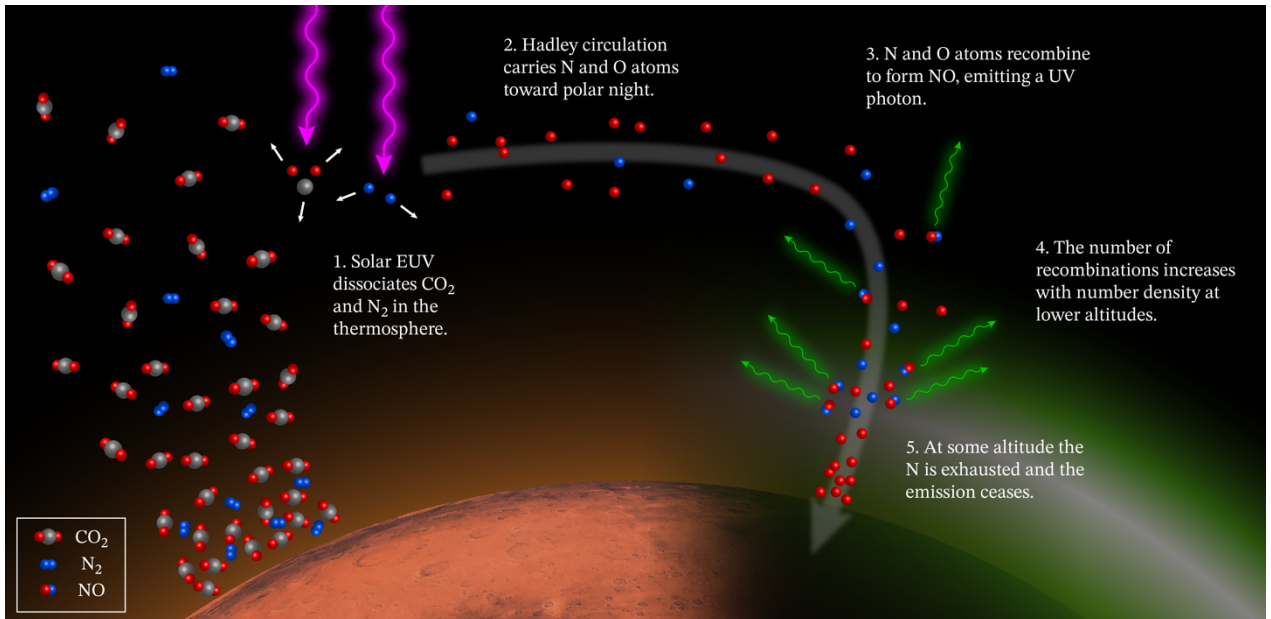 2. Hadley circulation
carries N and O atoms
toward polar night.
3. N and O atoms recombine
to form NO, emitting a UV
photon.
1. Solar EUV
dissociates CO₂
and N₂ in the
thermosphere.
4. The number of
recombinations increases
with number density at
lower altitudes.
5. At some altitude the
N is exhausted and the
emission ceases.
CO₂
N₂
NO